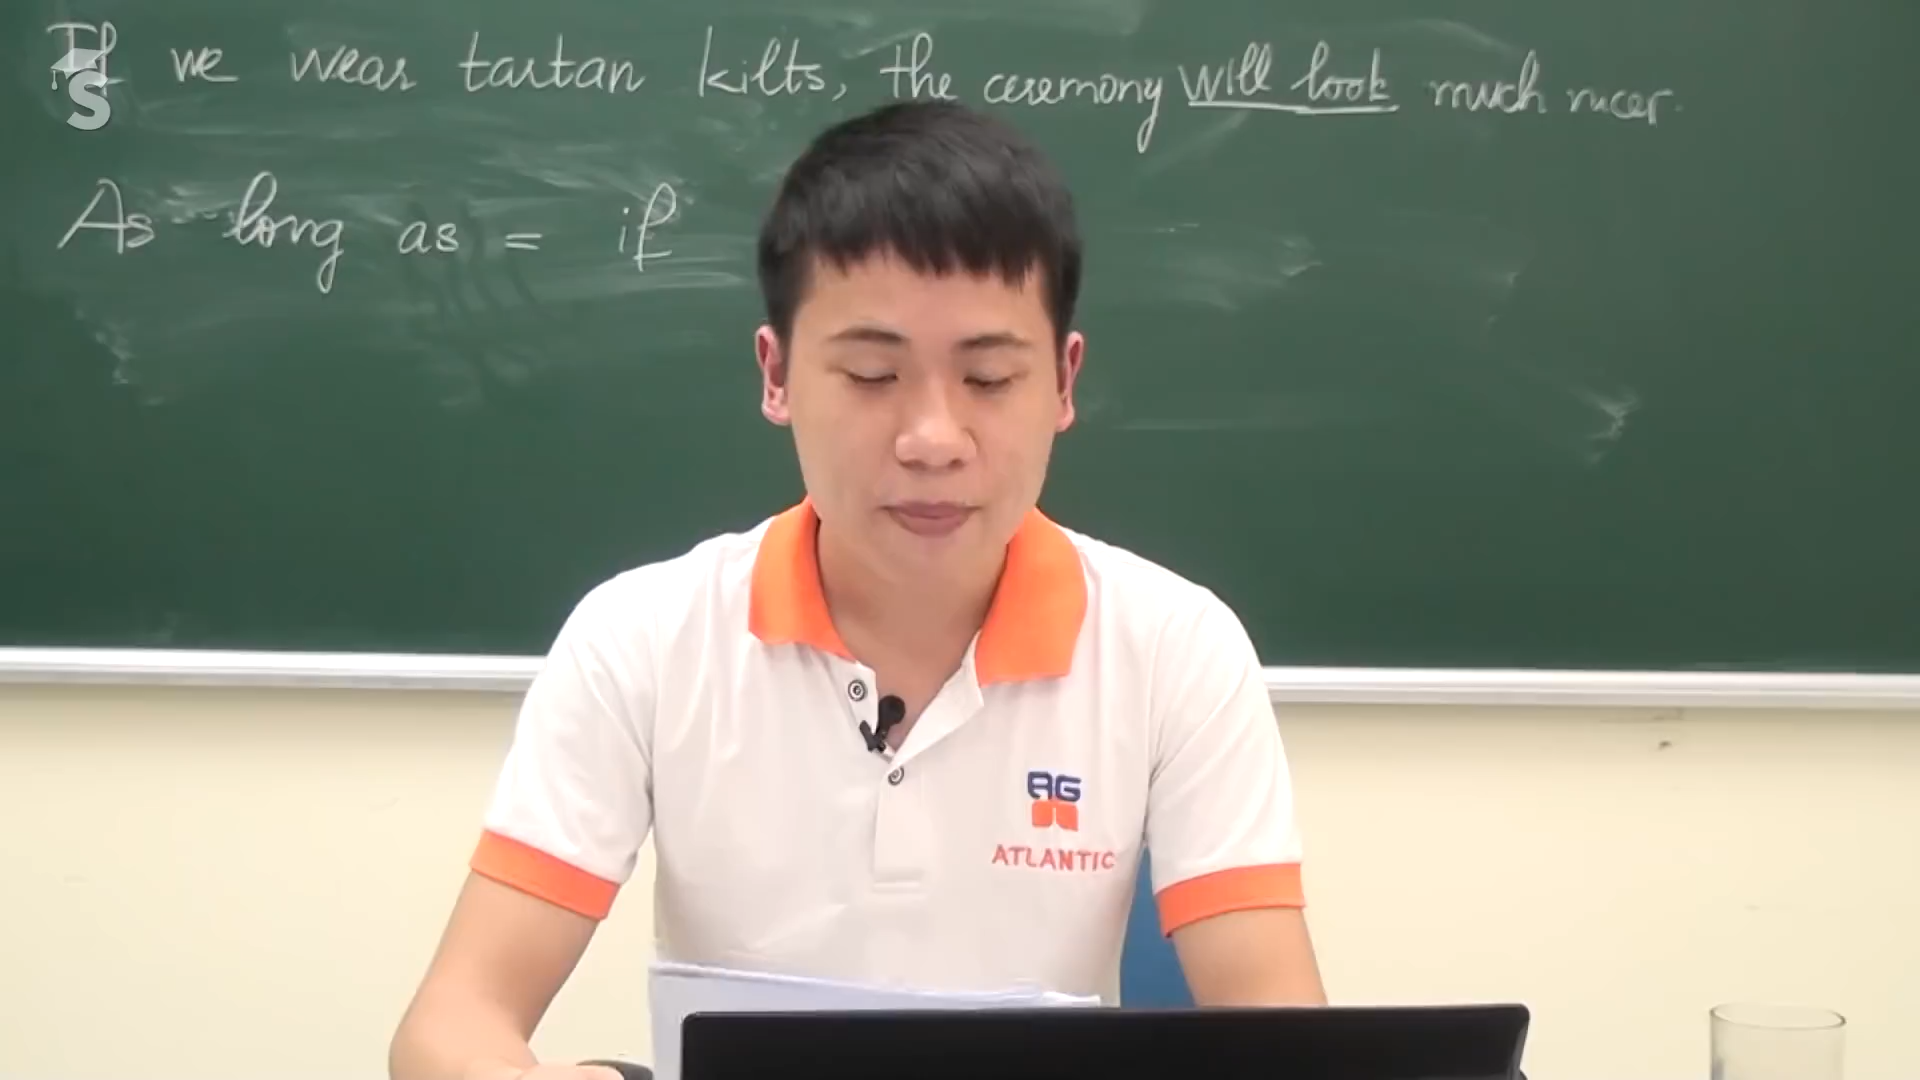 If we wear tartan kilts, the ceremony will look much nicer.
As long as = if
S
AG
ATLANTIC